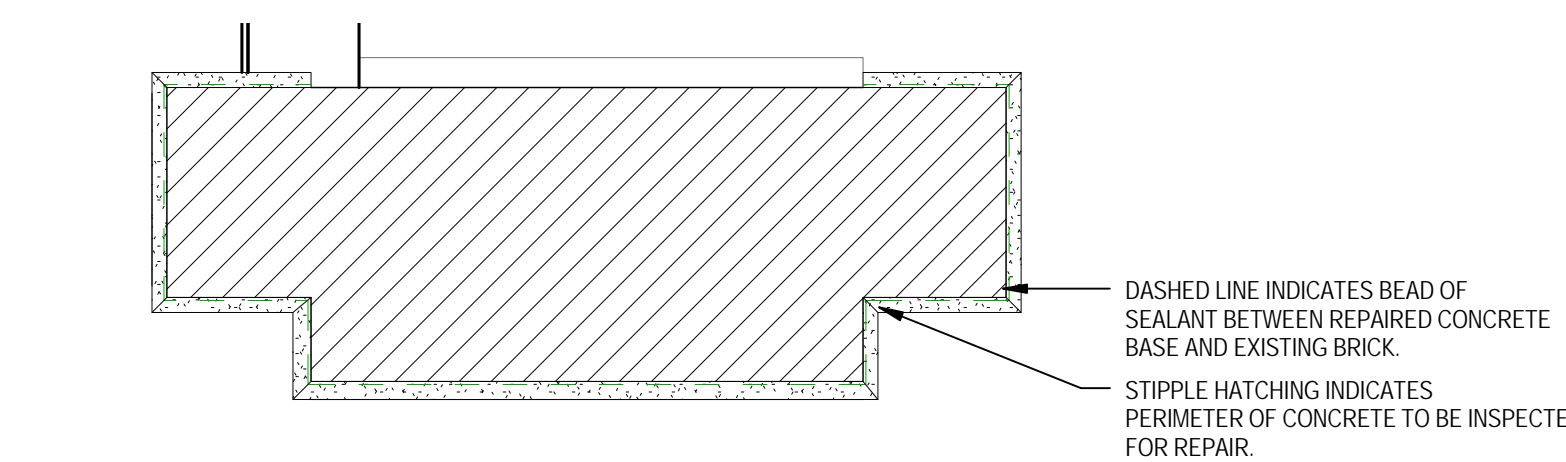 DASHED LINE INDICATES BEAD OF
SEALANT BETWEEN REPAIRED CONCRETE
BASE AND EXISTING BRICK.
STIPPLE HATCHING INDICATES
PERIMETER OF CONCRETE TO BE INSPECTE
FOR REPAIR.